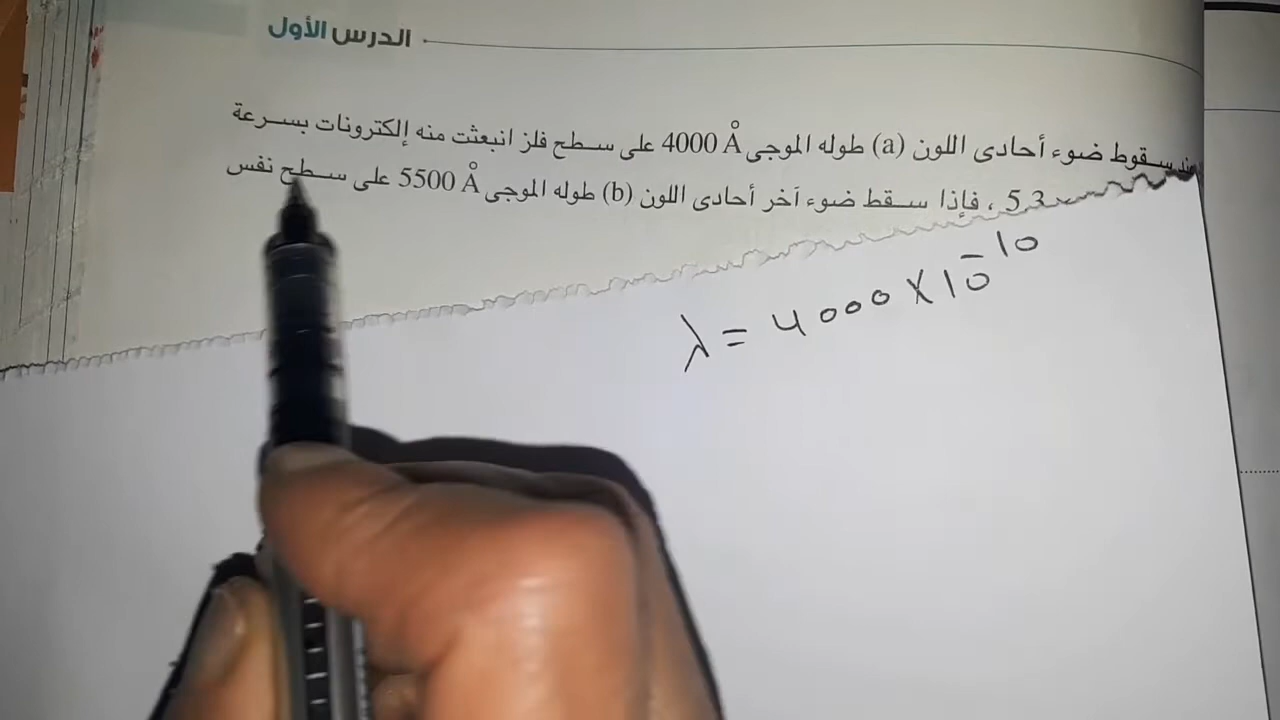 الدرس الأول
عند سقوط ضوء أحادى اللون (a) طوله الموجى 4000 Å على سطح فلز انبعثت منه إلكترونات بسرعة
5.3 ، فإذا سقط ضوء آخر أحادى اللون (b) طوله الموجى 5500 Å على سطح نفس
λ = 4000 × 10⁻¹⁰